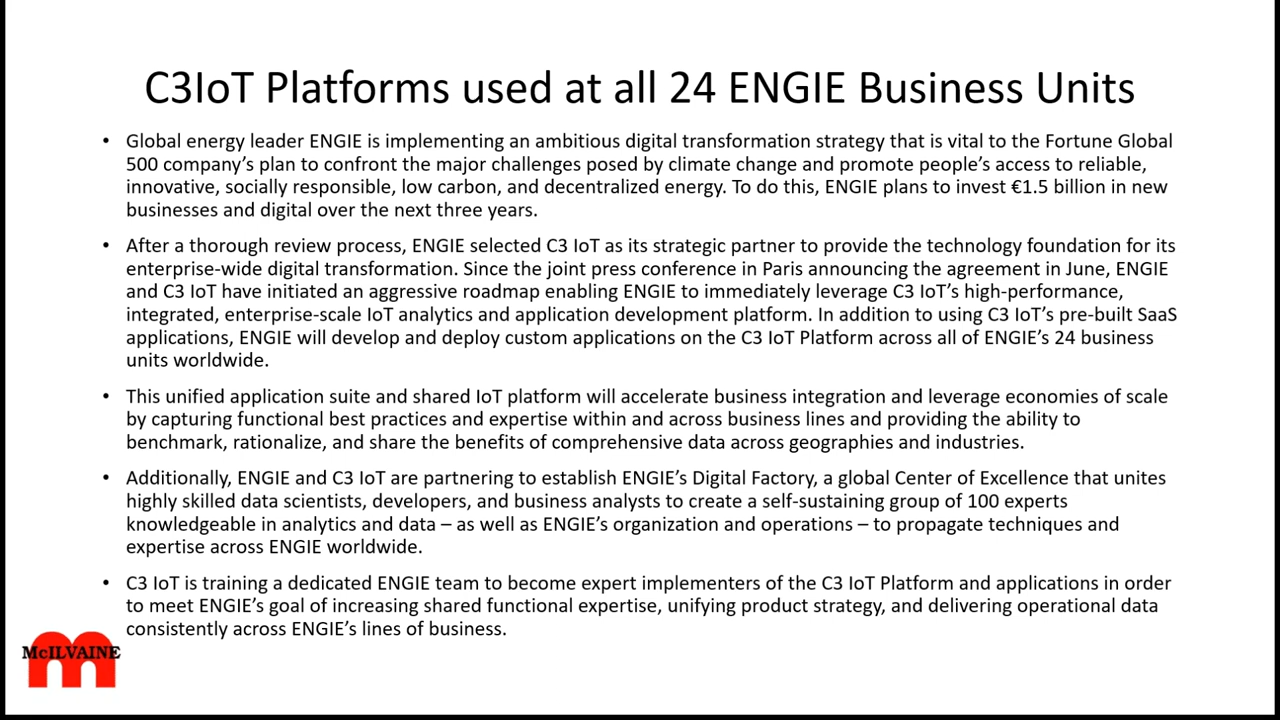 C3IoT Platforms used at all 24 ENGIE Business Units
• Global energy leader ENGIE is implementing an ambitious digital transformation strategy that is vital to the Fortune Global
500 company’s plan to confront the major challenges posed by climate change and promote people’s access to reliable,
innovative, socially responsible, low carbon, and decentralized energy. To do this, ENGIE plans to invest €1.5 billion in new
businesses and digital over the next three years.
• After a thorough review process, ENGIE selected C3 IoT as its strategic partner to provide the technology foundation for its
enterprise-wide digital transformation. Since the joint press conference in Paris announcing the agreement in June, ENGIE
and C3 IoT have initiated an aggressive roadmap enabling ENGIE to immediately leverage C3 IoT’s high-performance,
integrated, enterprise-scale IoT analytics and application development platform. In addition to using C3 IoT’s pre-built SaaS
applications, ENGIE will develop and deploy custom applications on the C3 IoT Platform across all of ENGIE’s 24 business
units worldwide.
• This unified application suite and shared IoT platform will accelerate business integration and leverage economies of scale
by capturing functional best practices and expertise within and across business lines and providing the ability to
benchmark, rationalize, and share the benefits of comprehensive data across geographies and industries.
• Additionally, ENGIE and C3 IoT are partnering to establish ENGIE’s Digital Factory, a global Center of Excellence that unites
highly skilled data scientists, developers, and business analysts to create a self-sustaining group of 100 experts
knowledgeable in analytics and data – as well as ENGIE’s organization and operations – to propagate techniques and
expertise across ENGIE worldwide.
• C3 IoT is training a dedicated ENGIE team to become expert implementers of the C3 IoT Platform and applications in order
to meet ENGIE’s goal of increasing shared functional expertise, unifying product strategy, and delivering operational data
consistently across ENGIE’s lines of business.
McILVAINE